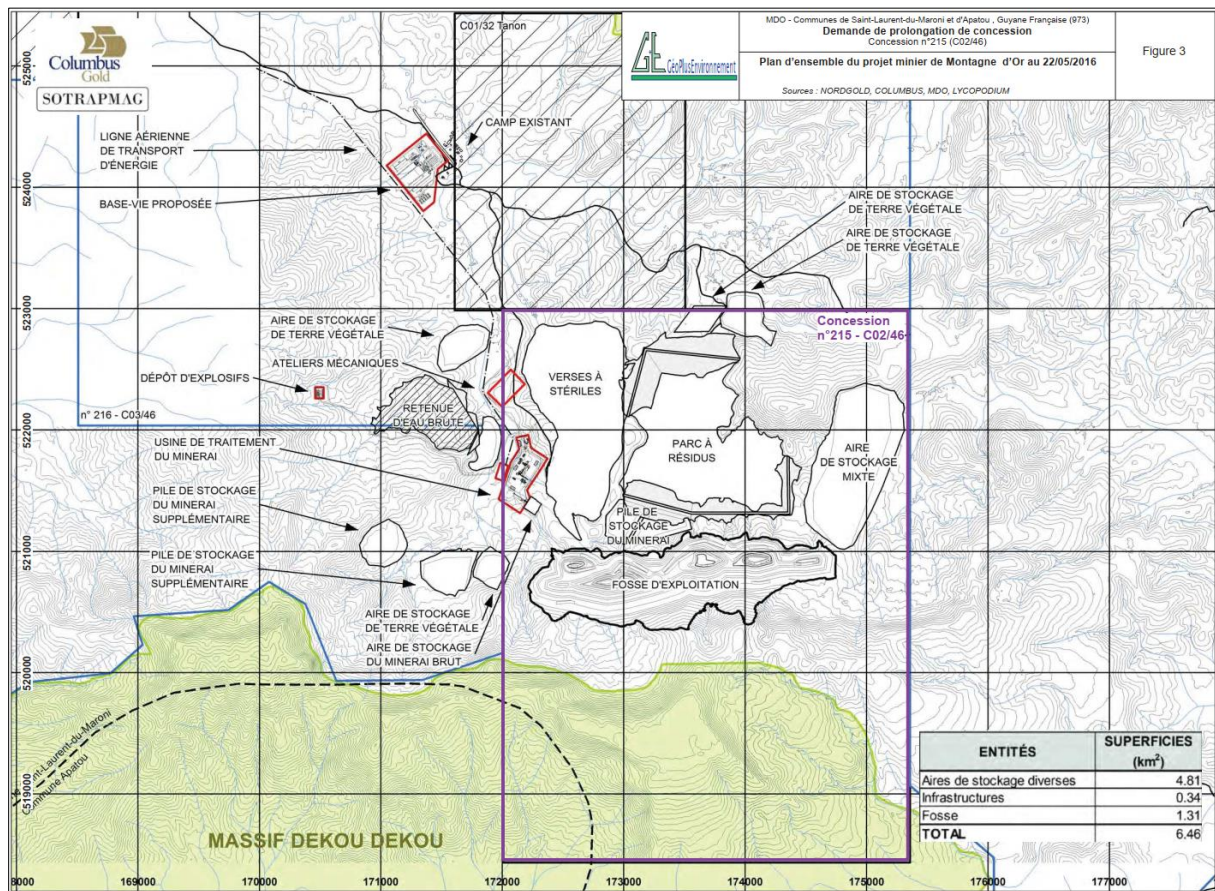 Columbus
Gold
SOTRAPMAG
C01/32 Tanon
GéoPlusEnvironnement
MDO - Communes de Saint-Laurent-du-Maroni et d'Apatou , Guyane Française (973)
Demande de prolongation de concession
Concession n°215 (C02/46)
Plan d'ensemble du projet minier de Montagne d'Or au 22/05/2016
Sources : NORDGOLD, COLUMBUS, MDO, LYCOPODIUM
Figure 3
LIGNE AÉRIENNE
DE TRANSPORT
D'ÉNERGIE
CAMP EXISTANT
BASE-VIE PROPOSÉE
AIRE DE STOCKAGE
DE TERRE VÉGÉTALE
AIRE DE STOCKAGE
DE TERRE VÉGÉTALE
AIRE DE STCOKAGE
DE TERRE VÉGÉTALE
ATELIERS MÉCANIQUES
DÉPÔT D'EXPLOSIFS
n° 216 - C03/46
RETENUE
D'EAU BRUTE
VERSES À
STÉRILES
Concession
n°215 - C02/46
PARC À
RÉSIDUS
AIRE
DE STOCKAGE
MIXTE
USINE DE TRAITEMENT
DU MINERAI
PILE DE STOCKAGE
DU MINERAI
SUPPLÉMENTAIRE
PILE DE STOCKAGE
DU MINERAI
SUPPLÉMENTAIRE
PILE DE
STOCKAGE
DU MINERAI
FOSSE D'EXPLOITATION
AIRE DE STOCKAGE
DE TERRE VÉGÉTALE
AIRE DE STOCKAGE
DU MINERAI BRUT
MASSIF DEKOU DEKOU
nt-Laurent-du-Maroni
mmune Apatou
ENTITÉS SUPERFICIES (km²)
Aires de stockage diverses 4.81
Infrastructures 0.34
Fosse 1.31
TOTAL 6.46
525000
524000
523000
522000
521000
520000
C519000
8000 169000 170000 171000 172000 173000 174000 175000 176000 177000